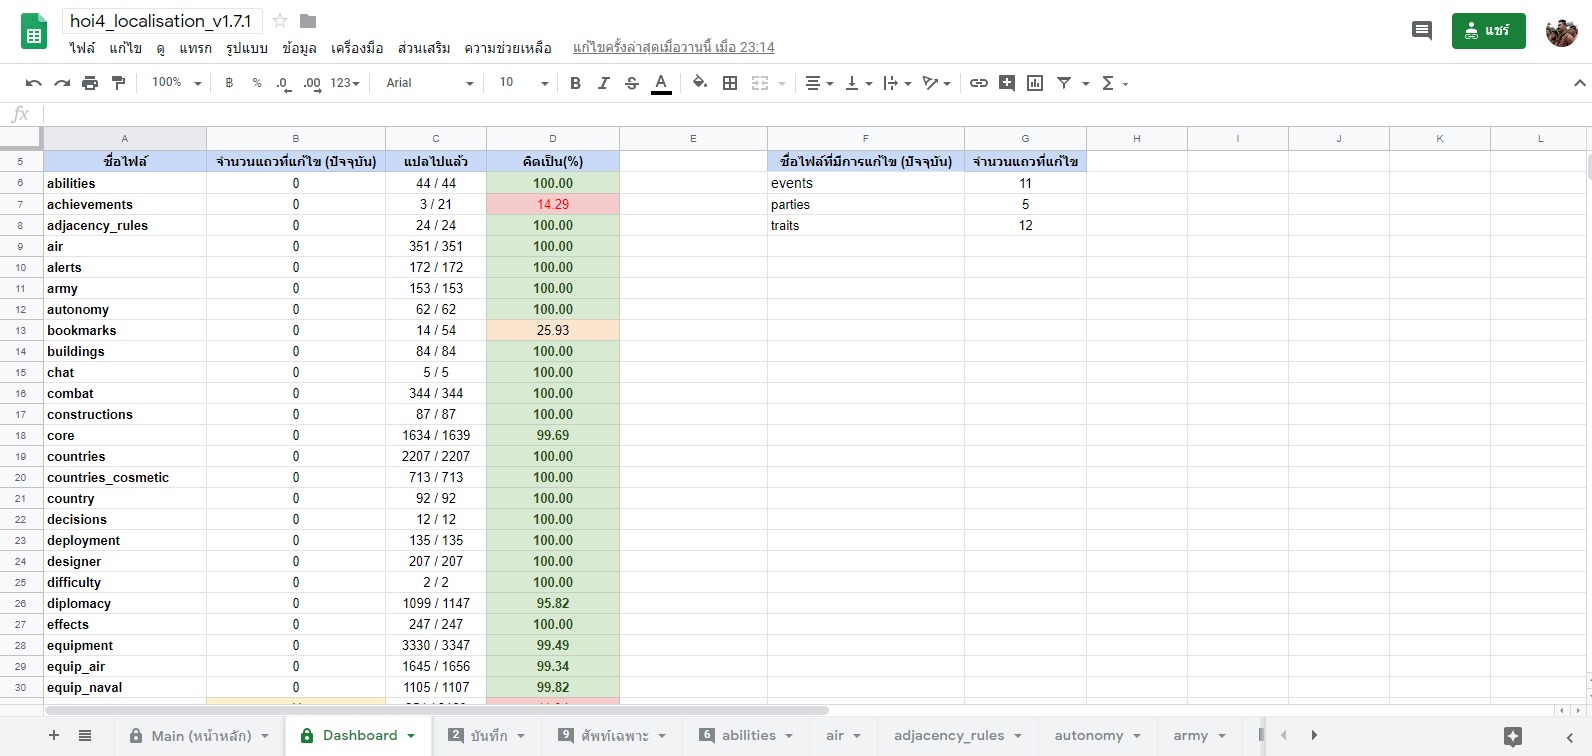 hoi4_localisation_v1.7.1
ไฟล์ แก้ไข ดู แทรก รูปแบบ ข้อมูล เครื่องมือ ส่วนเสริม ความช่วยเหลือ แก้ไขครั้งล่าสุดเมื่อวานนี้ เมื่อ 23:14
แชร์
100% ฿ % .0 .00 123 Arial 10 B I S A
fx
A B C D E F G H I J K L
5 ชื่อไฟล์ จำนวนแถวที่แก้ไข (ปัจจุบัน) แปลไปแล้ว คิดเป็น(%) ชื่อไฟล์ที่มีการแก้ไข (ปัจจุบัน) จำนวนแถวที่แก้ไข
6 abilities 0 44 / 44 100.00 events 11
7 achievements 0 3 / 21 14.29 parties 5
8 adjacency_rules 0 24 / 24 100.00 traits 12
9 air 0 351 / 351 100.00
10 alerts 0 172 / 172 100.00
11 army 0 153 / 153 100.00
12 autonomy 0 62 / 62 100.00
13 bookmarks 0 14 / 54 25.93
14 buildings 0 84 / 84 100.00
15 chat 0 5 / 5 100.00
16 combat 0 344 / 344 100.00
17 constructions 0 87 / 87 100.00
18 core 0 1634 / 1639 99.69
19 countries 0 2207 / 2207 100.00
20 countries_cosmetic 0 713 / 713 100.00
21 country 0 92 / 92 100.00
22 decisions 0 12 / 12 100.00
23 deployment 0 135 / 135 100.00
24 designer 0 207 / 207 100.00
25 difficulty 0 2 / 2 100.00
26 diplomacy 0 1099 / 1147 95.82
27 effects 0 247 / 247 100.00
28 equipment 0 3330 / 3347 99.49
29 equip_air 0 1645 / 1656 99.34
30 equip_naval 0 1105 / 1107 99.82
Main (หน้าหลัก) Dashboard 2 บันทึก 9 ศัพท์เฉพาะ 6 abilities air adjacency_rules autonomy army